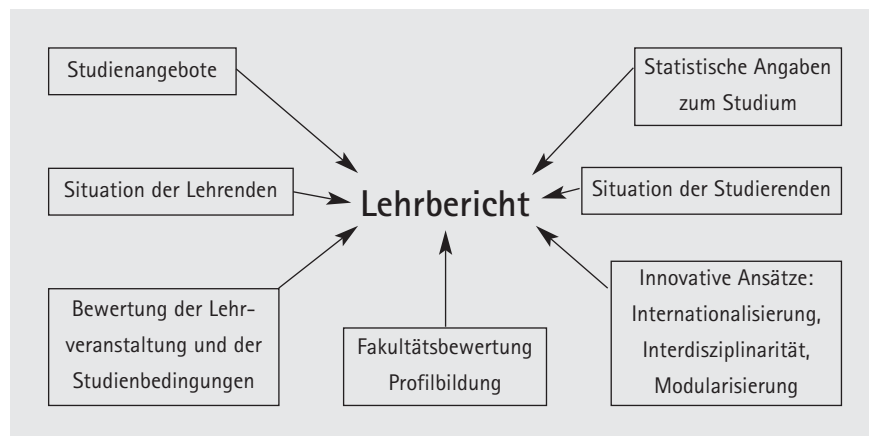 Studienangebote
Statistische Angaben
zum Studium
Situation der Lehrenden
Lehrbericht
Situation der Studierenden
Bewertung der Lehr-
veranstaltung und der
Studienbedingungen
Fakultätsbewertung
Profilbildung
Innovative Ansätze:
Internationalisierung,
Interdisziplinarität,
Modularisierung